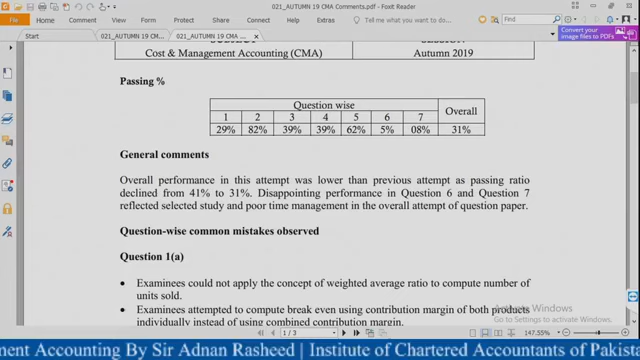 021_AUTUMN 19 CMA Comments.pdf - Foxit Reader
File
Home
Comment
View
Form
Protect
Share
Connect
Help
Extras
Tell me what you want to do...
Find
Start
021_AUTUMN 19 CMA...
021_AUTUMN 19 CMA Com...
Convert your image files to PDFs
Cost & Management Accounting (CMA)
Autumn 2019
Passing %
Question wise
Overall
1 2 3 4 5 6 7
29% 82% 39% 39% 62% 5% 08% 31%
General comments
Overall performance in this attempt was lower than previous attempt as passing ratio
declined from 41% to 31%. Disappointing performance in Question 6 and Question 7
reflected selected study and poor time management in the overall attempt of question paper.
Question-wise common mistakes observed
Question 1(a)
• Examinees could not apply the concept of weighted average ratio to compute number of
units sold.
• Examinees attempted to compute break even using contribution margin of both products
individually instead of using combined contribution margin.
Activate Windows
Go to Settings to activate Windows.
1 / 3
147.55%
ment Accounting By Sir Adnan Rasheed | Institute of Chartered Accountants of Pakist